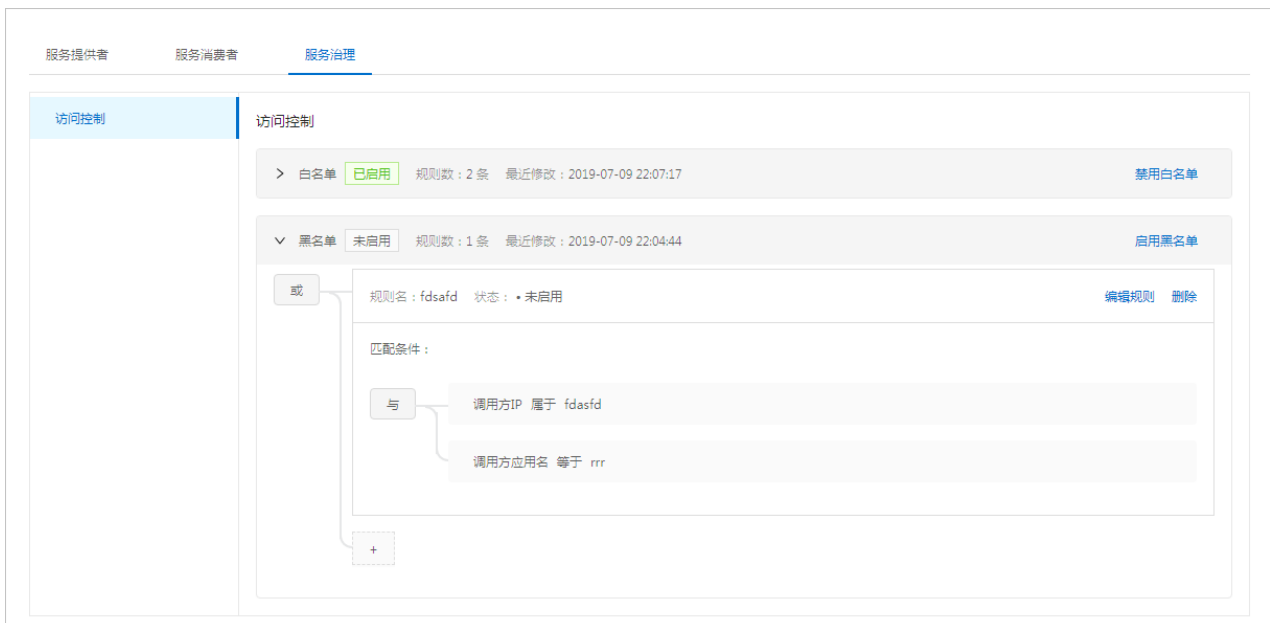 服务提供者 服务消费者 服务治理
访问控制
访问控制
白名单 已启用 规则数：2 条 最近修改：2019-07-09 22:07:17 禁用白名单
黑名单 未启用 规则数：1 条 最近修改：2019-07-09 22:04:44 启用黑名单
或
规则名：fdsafd 状态：• 未启用 编辑规则 删除
匹配条件：
与
调用方IP 属于 fdasfd
调用方应用名 等于 rrr
+